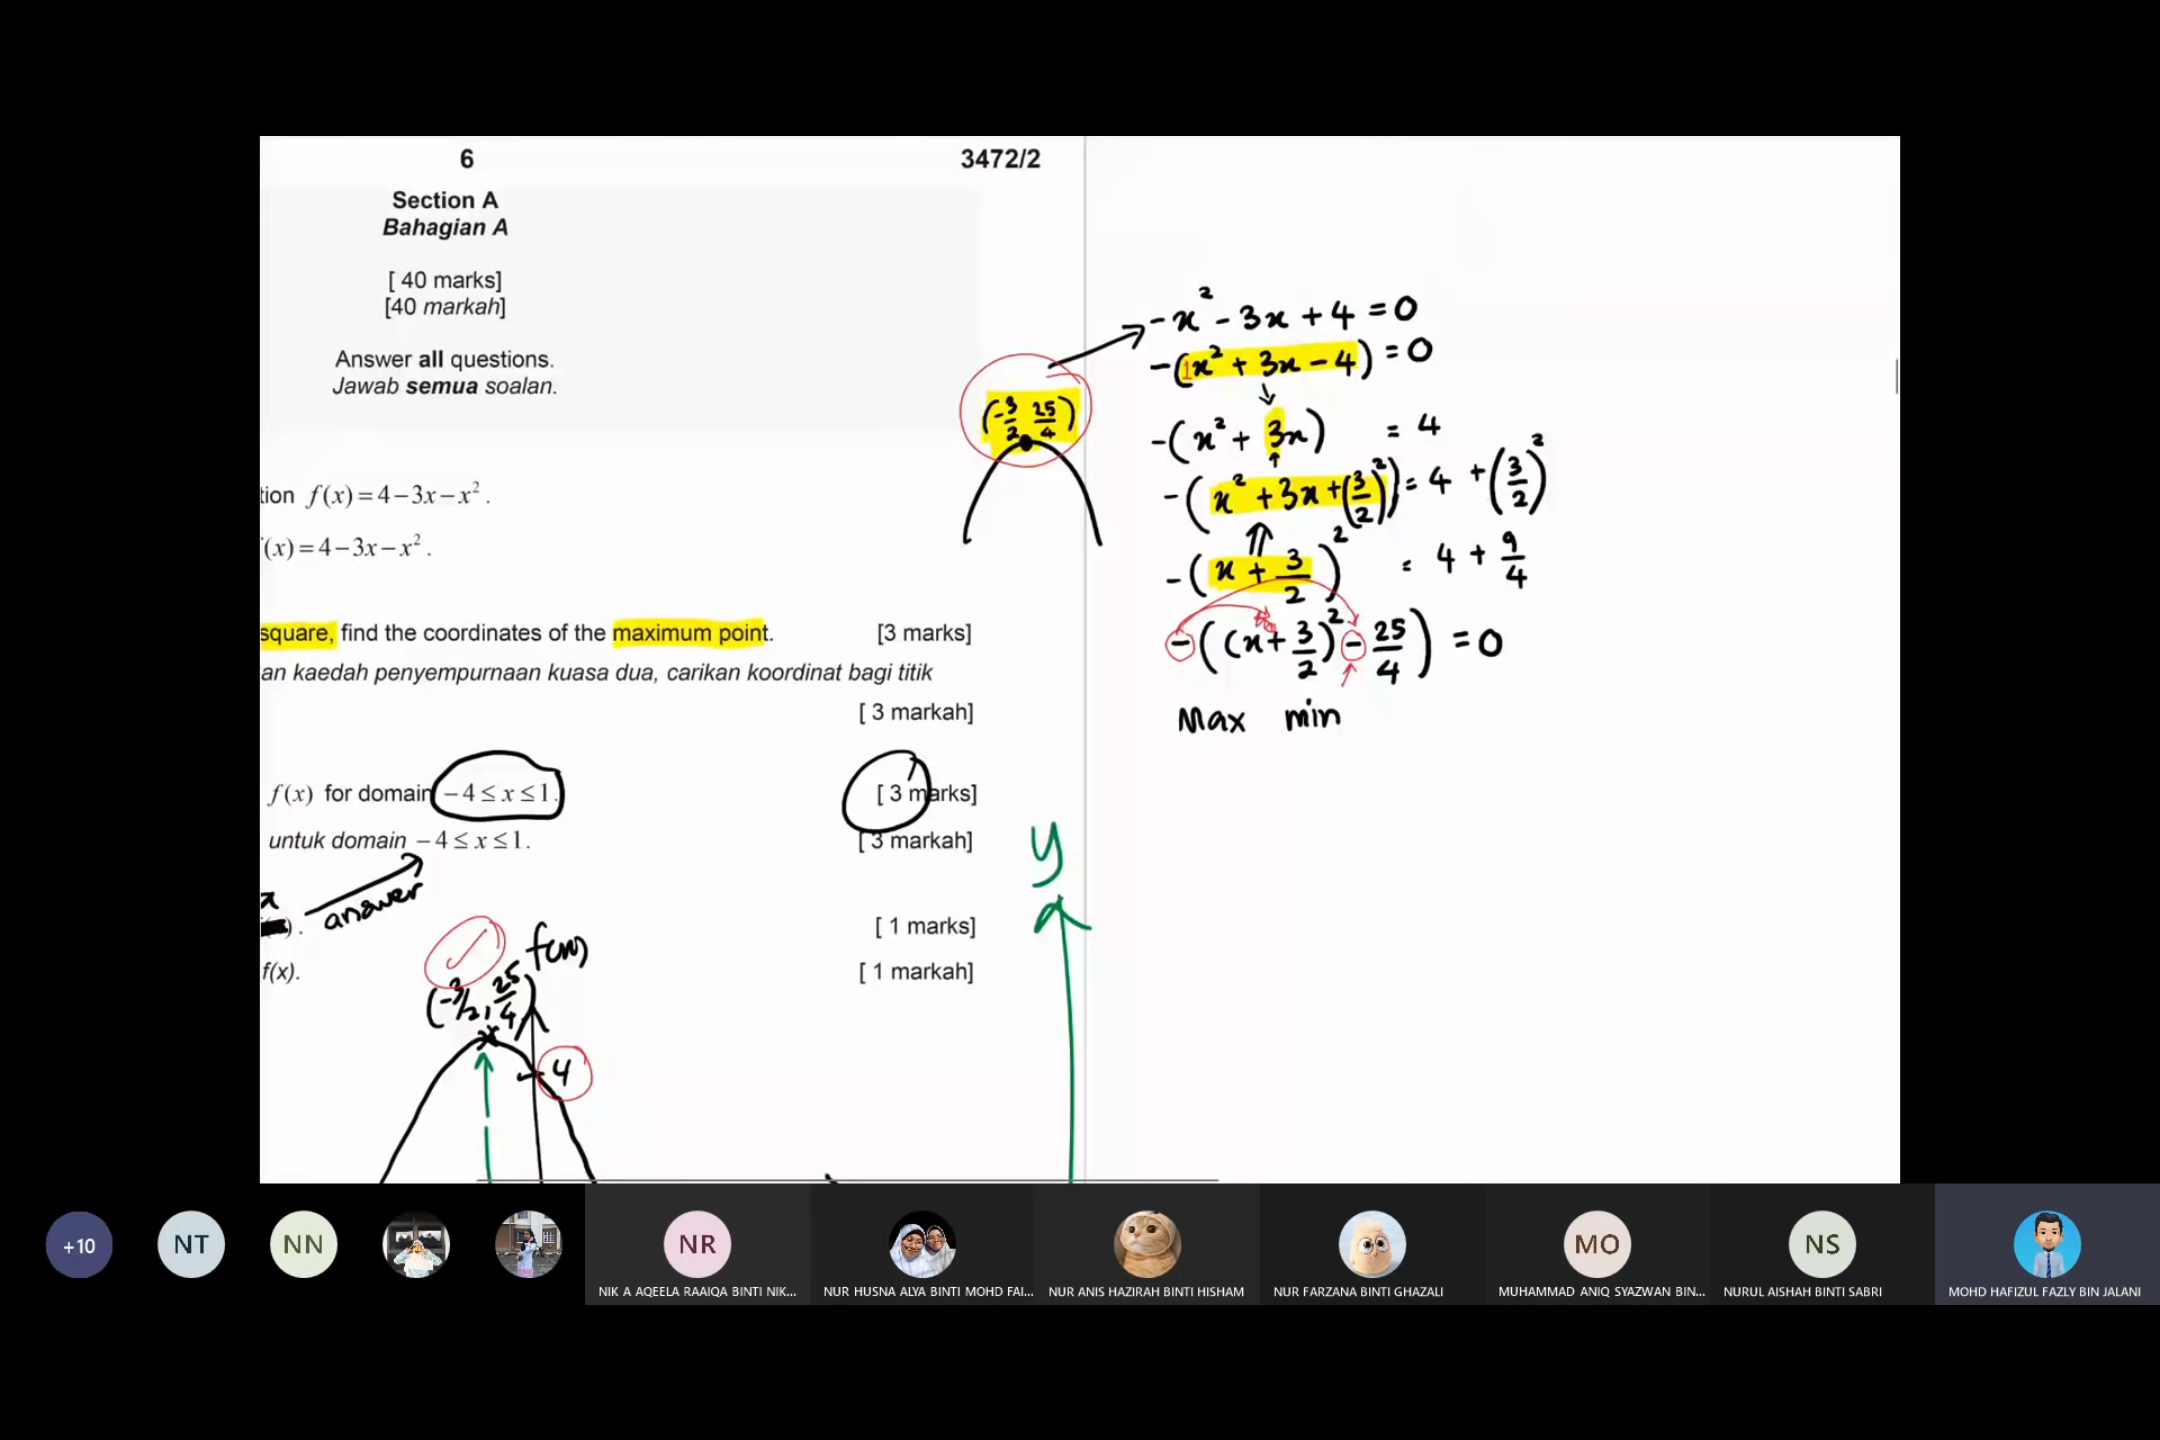 6 3472/2
Section A
Bahagian A
[ 40 marks]
[40 markah]
Answer all questions.
Jawab semua soalan.
tion f(x)=4−3x−x².
(x)=4−3x−x².
square, find the coordinates of the maximum point. [3 marks]
an kaedah penyempurnaan kuasa dua, carikan koordinat bagi titik
[ 3 markah]
f(x) for domain −4≤x≤1. [ 3 marks]
untuk domain −4≤x≤1. [ 3 markah]
x
answer
[ 1 marks]
f(x). [ 1 markah]
f(x)
(-3/2, 25/4)
4
(-3/2 25/4)
y
-x² - 3x + 4 = 0
-(1x² + 3x - 4) = 0
-(x² + 3x) = 4
-(x² + 3x + (3/2)²) = 4 + (3/2)²
-(x + 3/2)² = 4 + 9/4
-((x + 3/2)² - 25/4) = 0
Max min
+10
NT
NN
NR
MO
NS
NIK A AQEELA RAAIQA BINTI NIK...
NUR HUSNA ALYA BINTI MOHD FAI...
NUR ANIS HAZIRAH BINTI HISHAM
NUR FARZANA BINTI GHAZALI
MUHAMMAD ANIQ SYAZWAN BIN...
NURUL AISHAH BINTI SABRI
MOHD HAFIZUL FAZLY BIN JALANI